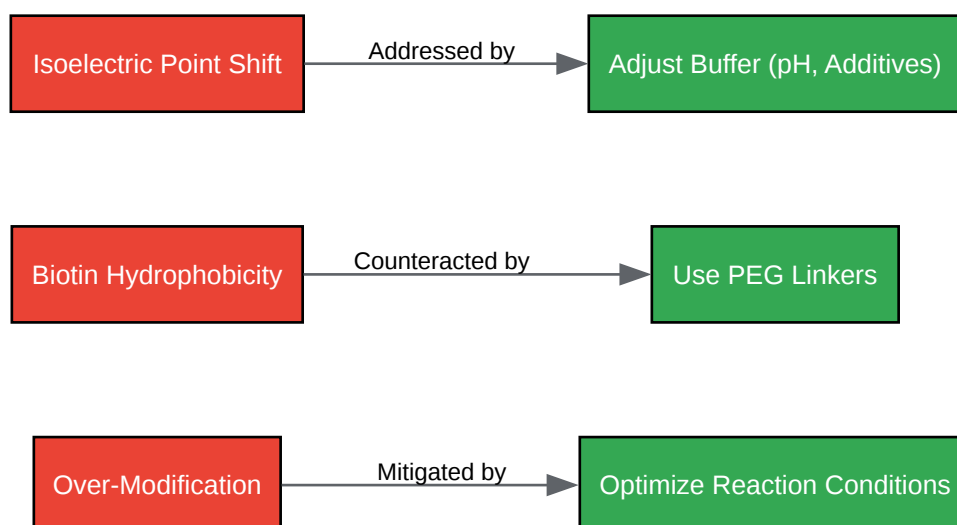 Isoelectric Point Shift
Addressed by
Adjust Buffer (pH, Additives)
Biotin Hydrophobicity
Counteracted by
Use PEG Linkers
Over-Modification
Mitigated by
Optimize Reaction Conditions